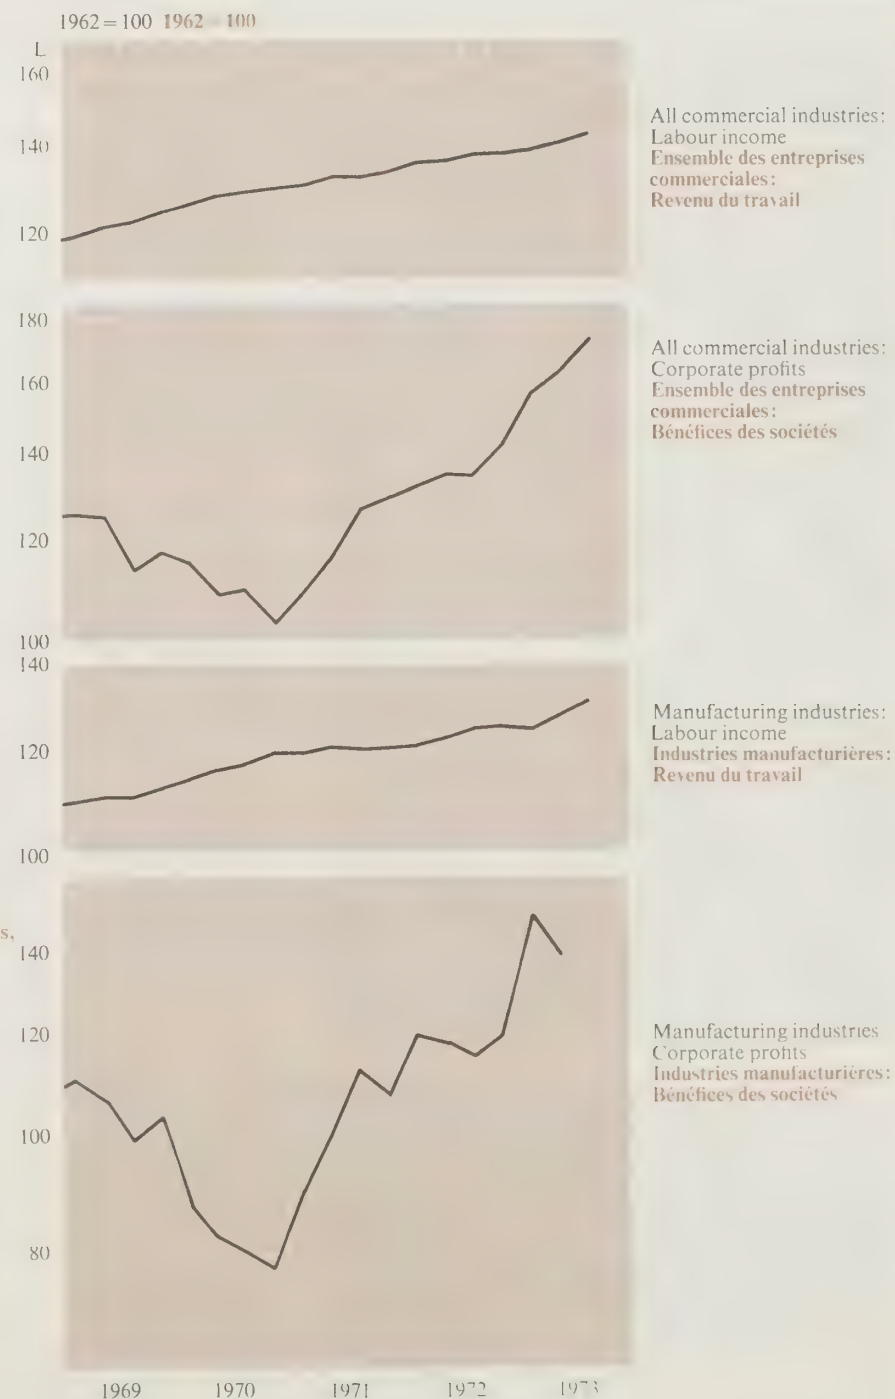 1962=100 1962=100
L
160
140
120
All commercial industries:
Labour income
Ensemble des entreprises
commerciales:
Revenu du travail
180
160
140
120
100
All commercial industries:
Corporate profits
Ensemble des entreprises
commerciales:
Bénéfices des sociétés
140
120
100
Manufacturing industries:
Labour income
Industries manufacturières:
Revenu du travail
s,
140
120
100
80
Manufacturing industries
Corporate profits
Industries manufacturières:
Bénéfices des sociétés
1969 1970 1971 1972 1973